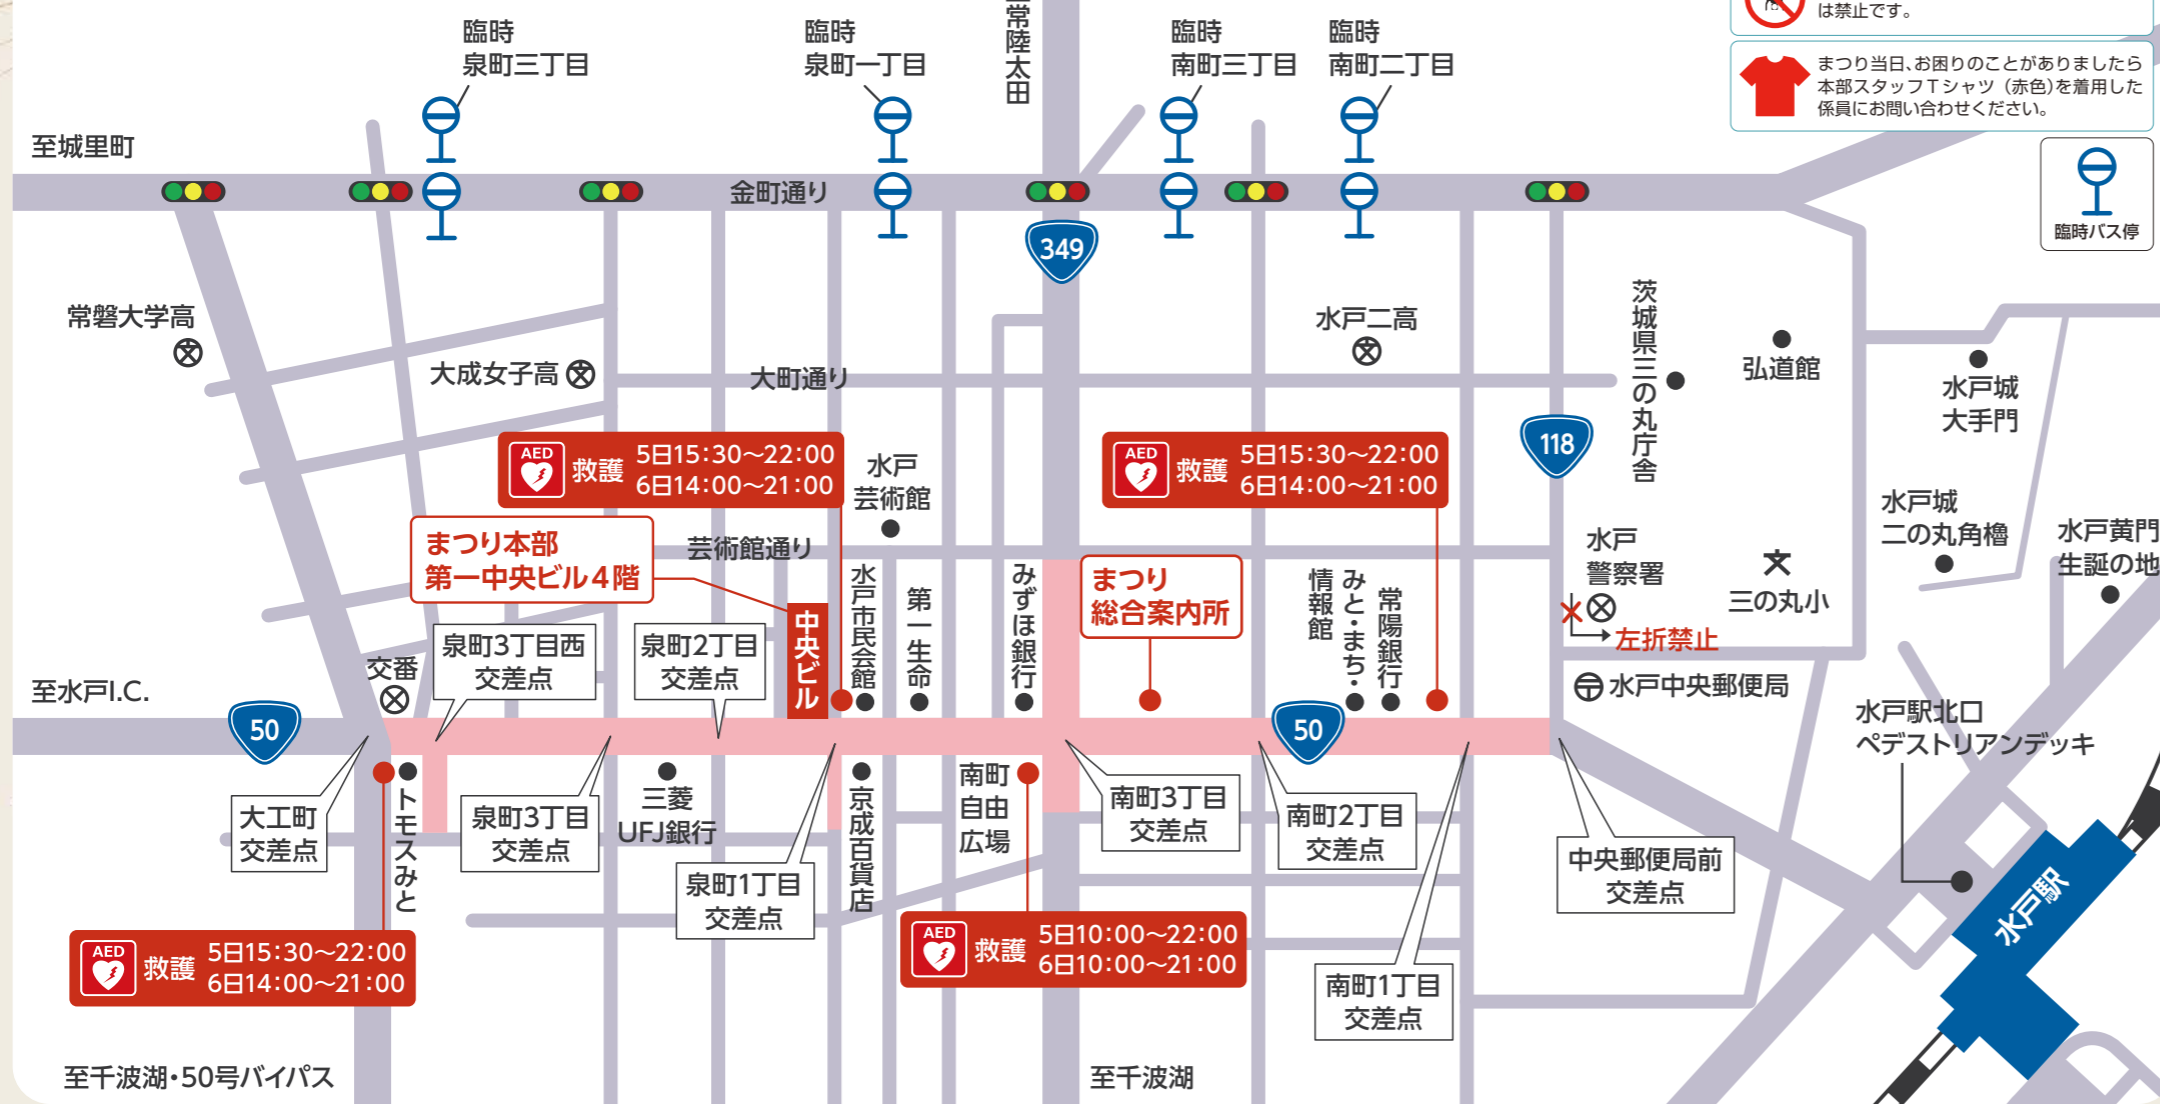 は禁止です。
まつり当日、お困りのことがありましたら
本部スタッフTシャツ（赤色）を着用した
係員にお問い合わせください。
臨時バス停
常陸太田
臨時
泉町三丁目
臨時
泉町一丁目
臨時
南町三丁目
臨時
南町二丁目
至城里町
金町通り
349
常磐大学高
大成女子高
大町通り
水戸二高
茨城県三の丸庁舎
弘道館
水戸城
大手門
118
AED
救護
5日15:30〜22:00
6日14:00〜21:00
水戸
芸術館
AED
救護
5日15:30〜22:00
6日14:00〜21:00
水戸城
二の丸角櫓
水戸黄門
生誕の地
まつり本部
第一中央ビル4階
芸術館通り
水戸
警察署
三の丸小
左折禁止
中央ビル
水戸市民会館
第一生命
みずほ銀行
まつり
総合案内所
みと・まち・
情報館
常陽銀行
水戸中央郵便局
交番
泉町3丁目西
交差点
泉町2丁目
交差点
至水戸I.C.
50
50
水戸駅北口
ペデストリアンデッキ
大工町
交差点
トモスみと
泉町3丁目
交差点
三菱
UFJ銀行
泉町1丁目
交差点
京成百貨店
南町
自由
広場
南町3丁目
交差点
南町2丁目
交差点
中央郵便局前
交差点
水戸駅
AED
救護
5日15:30〜22:00
6日14:00〜21:00
AED
救護
5日10:00〜22:00
6日10:00〜21:00
南町1丁目
交差点
至千波湖・50号バイパス
至千波湖